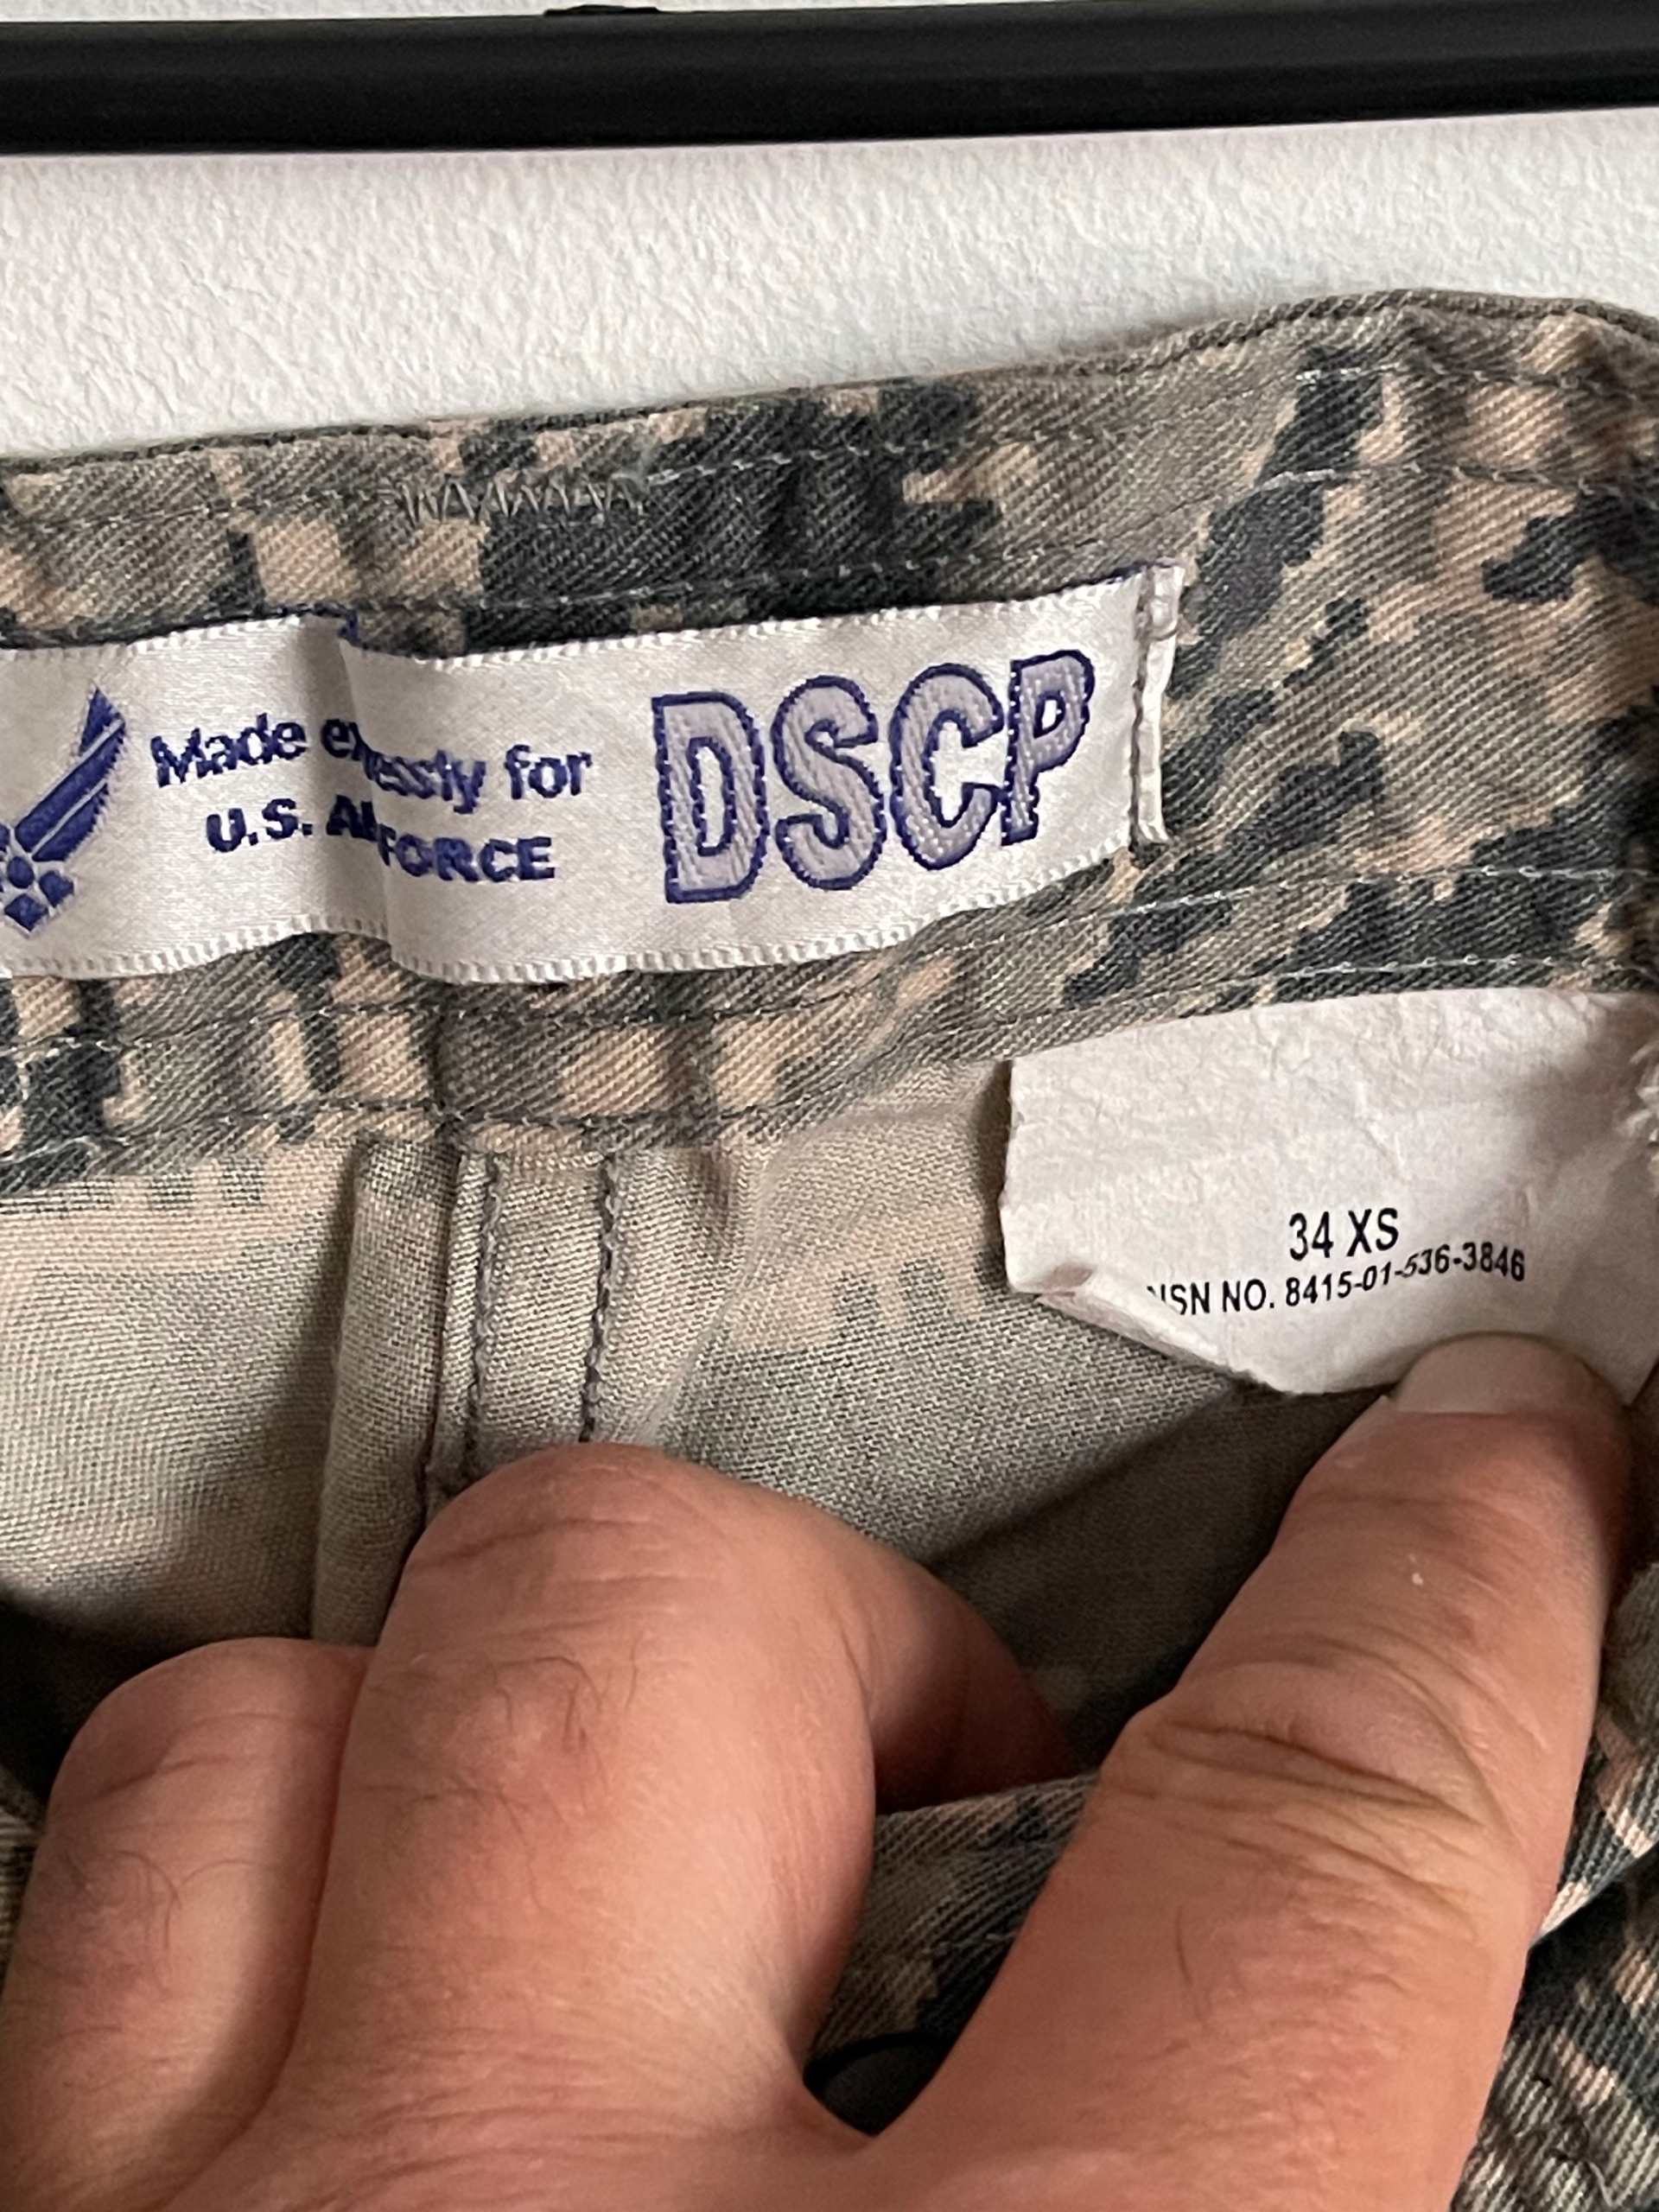 Made expressly for
U.S. AIR FORCE
DSCP
34 XS
NSN NO. 8415-01-536-3846